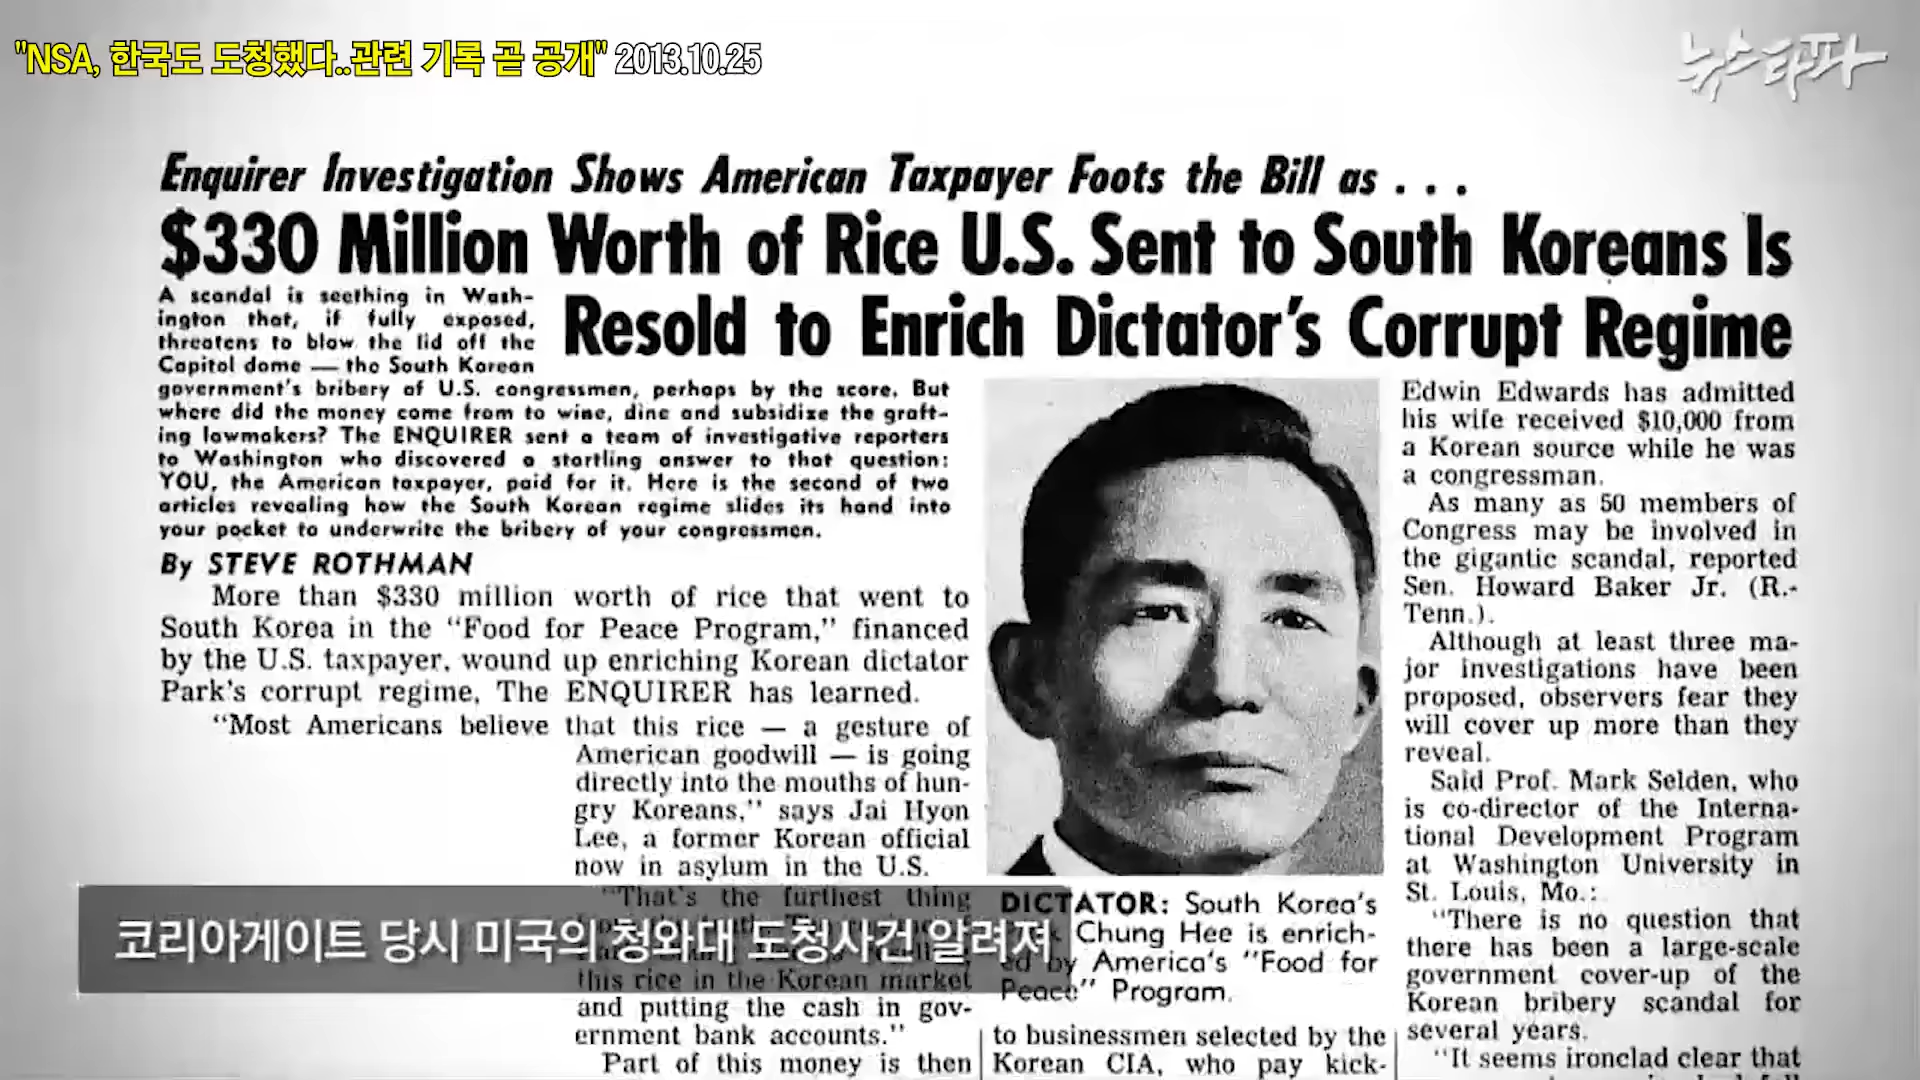 "NSA, 한국도 도청했다..관련 기록 곧 공개" 2013.10.25
뉴스타파
Enquirer Investigation Shows American Taxpayer Foots the Bill as . . .
$330 Million Worth of Rice U.S. Sent to South Koreans Is
Resold to Enrich Dictator's Corrupt Regime
A scandal is seething in Wash-
ington that, if fully exposed,
threatens to blow the lid off the
Capitol dome — the South Korean
government's bribery of U.S. congressmen, perhaps by the score. But
where did the money come from to wine, dine and subsidize the graft-
ing lawmakers? The ENQUIRER sent a team of investigative reporters
to Washington who discovered a startling answer to that question:
YOU, the American taxpayer, paid for it. Here is the second of two
articles revealing how the South Korean regime slides its hand into
your pocket to underwrite the bribery of your congressmen.
By STEVE ROTHMAN
More than $330 million worth of rice that went to
South Korea in the "Food for Peace Program," financed
by the U.S. taxpayer, wound up enriching Korean dictator
Park's corrupt regime, The ENQUIRER has learned.
"Most Americans believe that this rice — a gesture of
American goodwill — is going
directly into the mouths of hun-
gry Koreans," says Jai Hyon
Lee, a former Korean official
now in asylum in the U.S.
"That's the furthest thing
this rice in the Korean market
and putting the cash in gov-
ernment bank accounts."
Part of this money is then
DICTATOR: South Korea's
Chung Hee is enrich-
ed by America's "Food for
Peace" Program.
to businessmen selected by the
Korean CIA, who pay kick-
Edwin Edwards has admitted
his wife received $10,000 from
a Korean source while he was
a congressman.
As many as 50 members of
Congress may be involved in
the gigantic scandal, reported
Sen. Howard Baker Jr. (R.-
Tenn.).
Although at least three ma-
jor investigations have been
proposed, observers fear they
will cover up more than they
reveal.
Said Prof. Mark Selden, who
is co-director of the Interna-
tional Development Program
at Washington University in
St. Louis, Mo.:
"There is no question that
there has been a large-scale
government cover-up of the
Korean bribery scandal for
several years.
"It seems ironclad clear that
코리아게이트 당시 미국의 청와대 도청사건 알려져